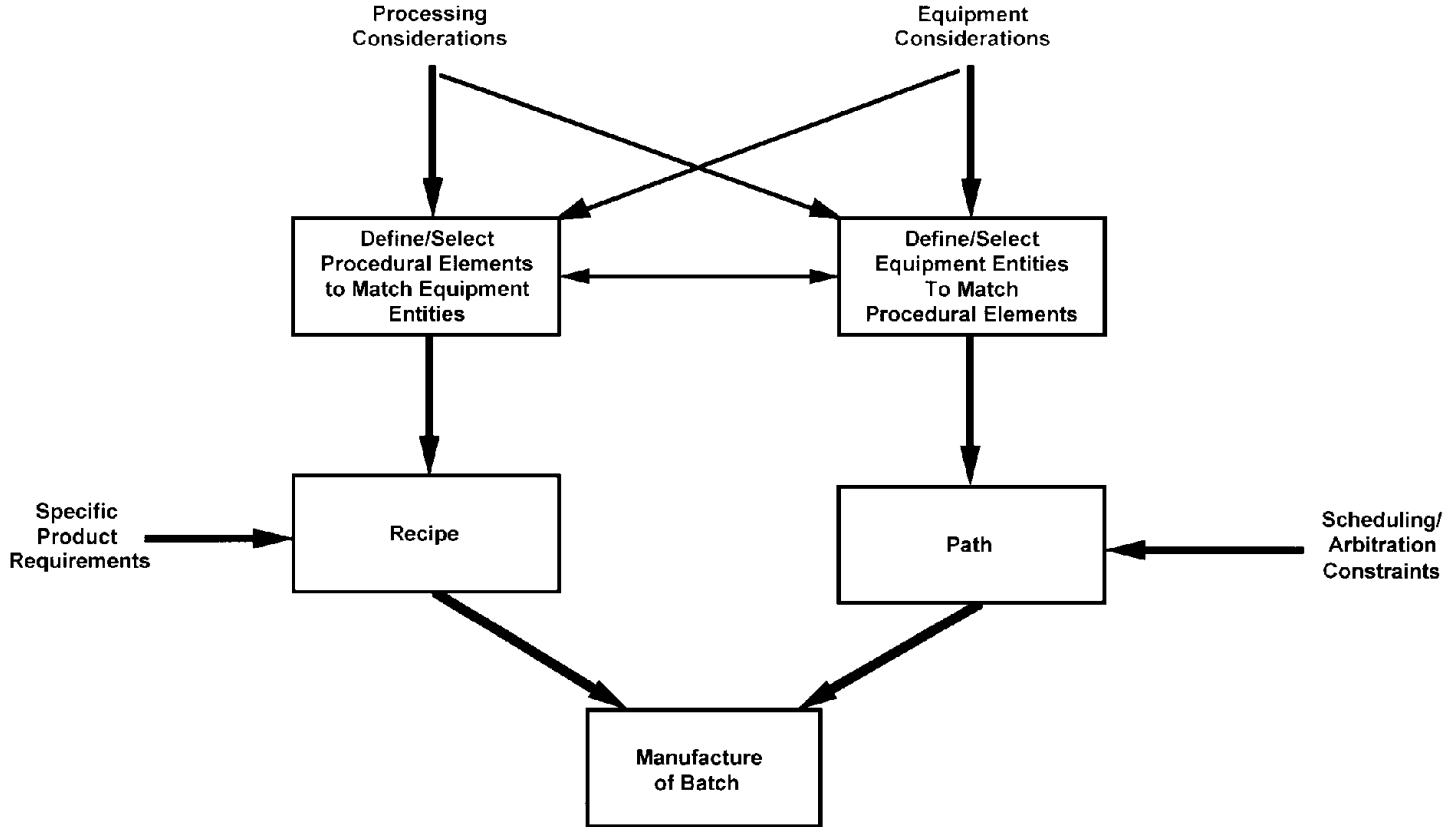 Processing
Considerations
Equipment
Considerations
Define/Select
Procedural Elements
to Match Equipment
Entities
Define/Select
Equipment Entities
To Match
Procedural Elements
Specific
Product
Requirements
Recipe
Path
Scheduling/
Arbitration
Constraints
Manufacture
of Batch